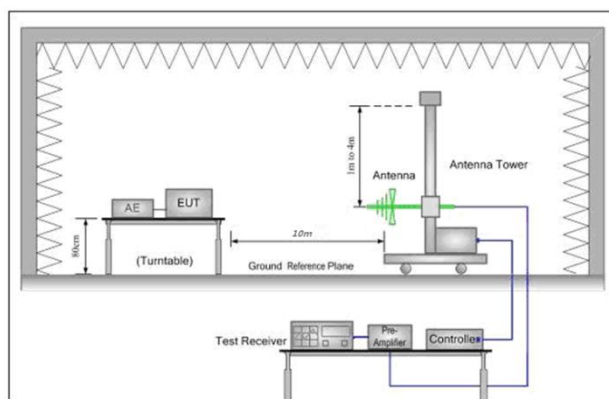 1m to 4m
Antenna
Antenna Tower
AE
EUT
80cm
(Turntable)
10m
Ground Reference Plane
Test Receiver
Pre-
Amplifier
Controller